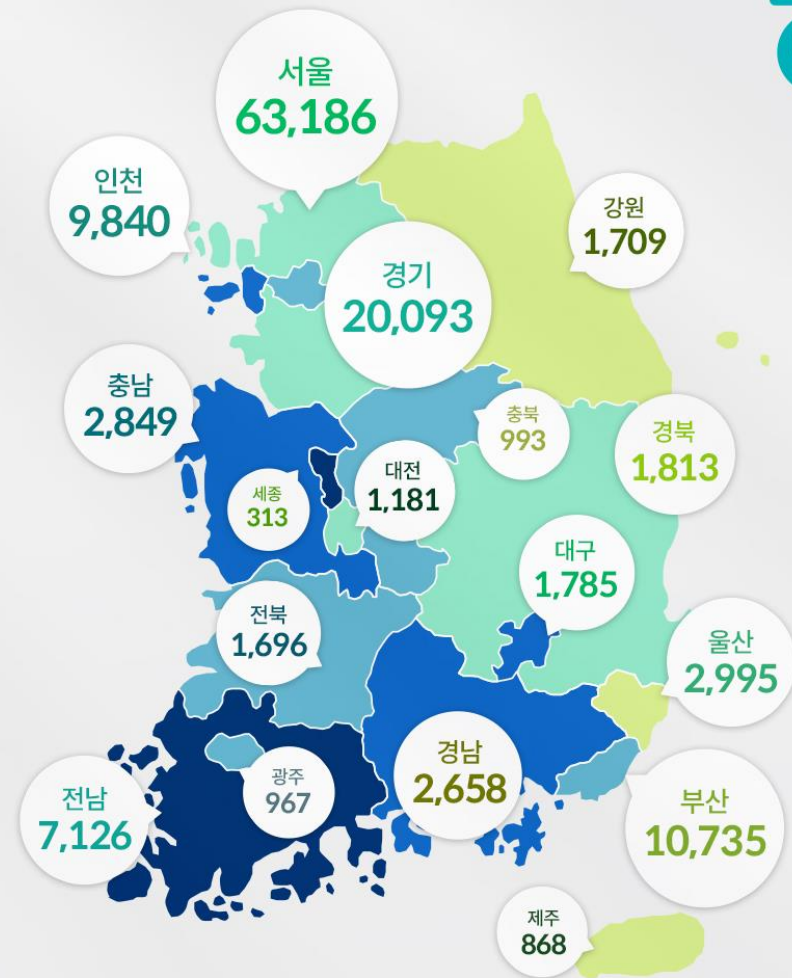 서울
63,186
인천
9,840
강원
1,709
경기
20,093
충남
2,849
충북
993
경북
1,813
대전
1,181
세종
313
대구
1,785
전북
1,696
울산
2,995
경남
2,658
광주
967
전남
7,126
부산
10,735
제주
868